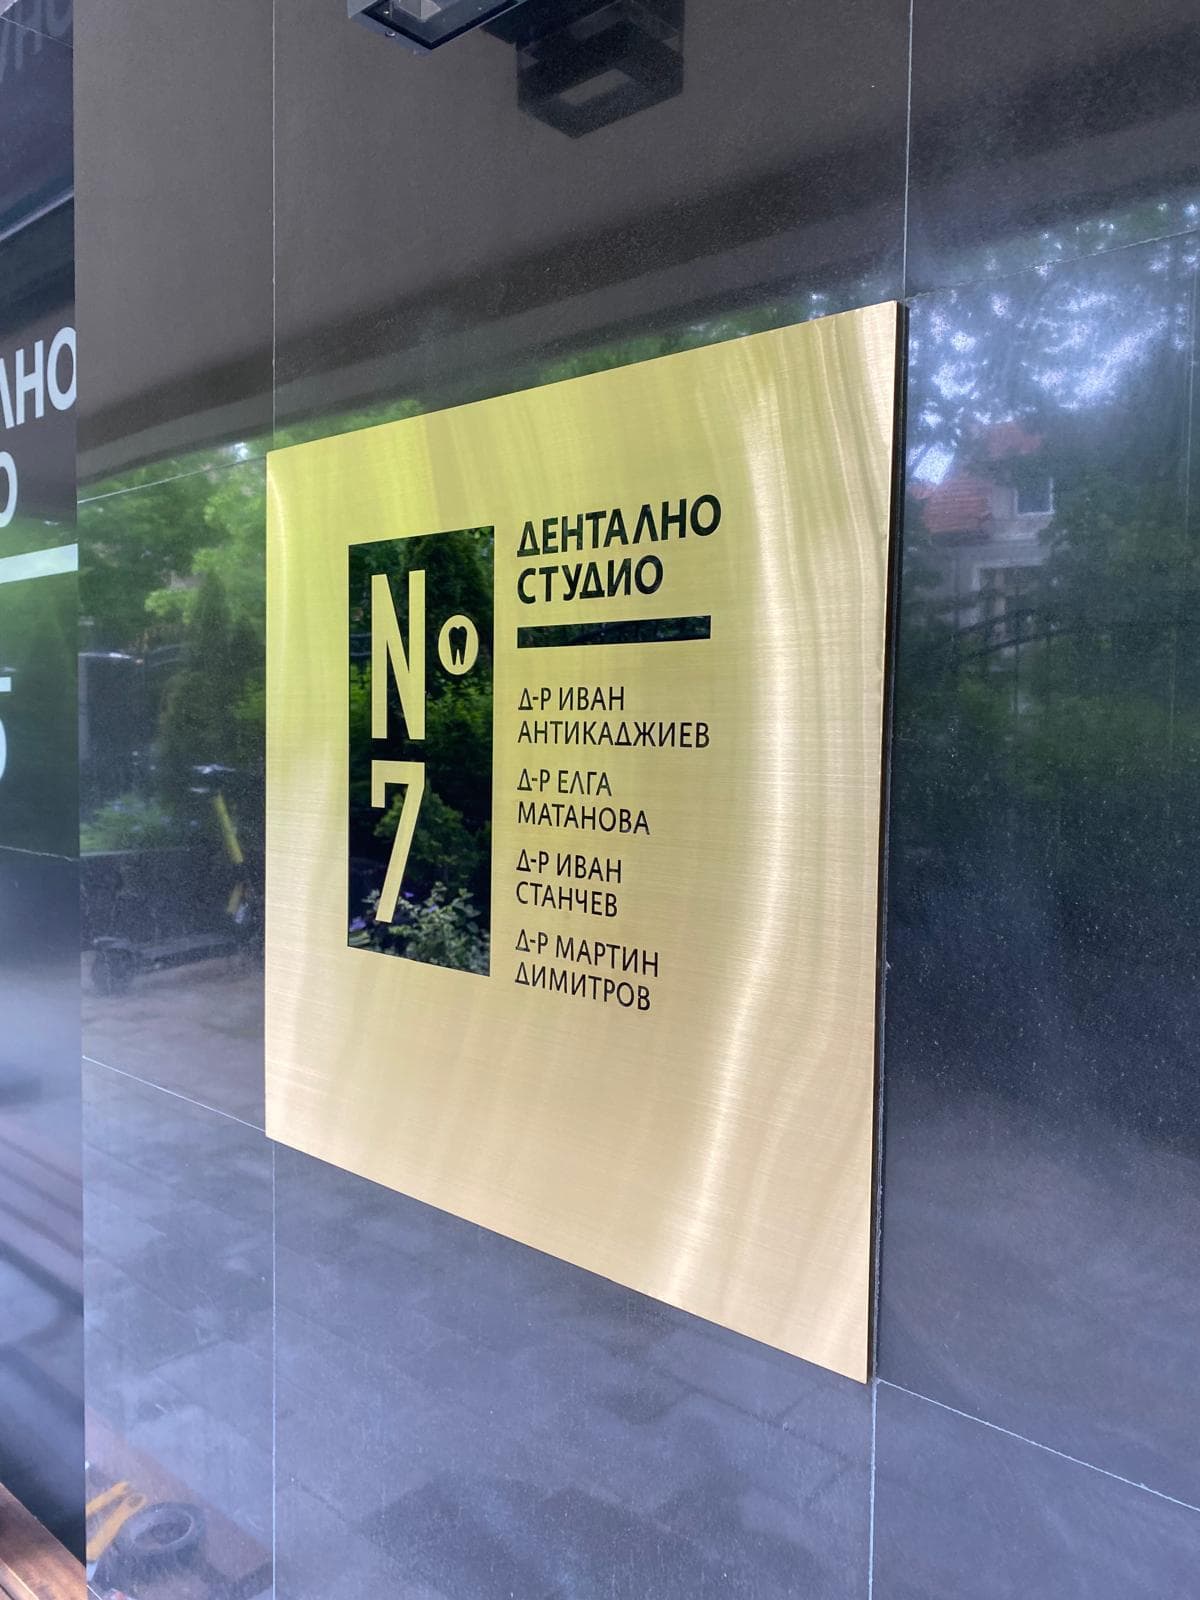 №
7
ДЕНТАЛНО
СТУДИО
Д-Р ИВАН
АНТИКАДЖИЕВ
Д-Р ЕЛГА
МАТАНОВА
Д-Р ИВАН
СТАНЧЕВ
Д-Р МАРТИН
ДИМИТРОВ